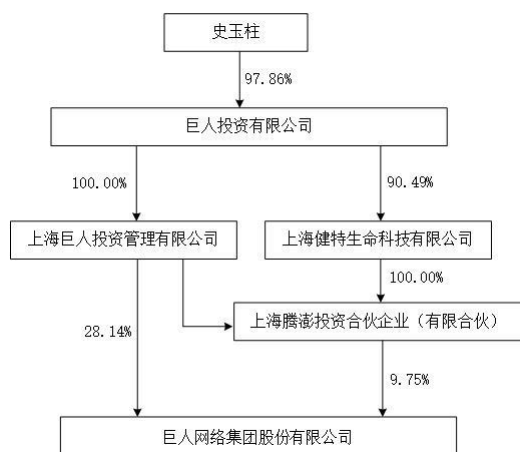 史玉柱
97.86%
巨人投资有限公司
100.00%
90.49%
上海巨人投资管理有限公司
上海健特生命科技有限公司
100.00%
上海腾澎投资合伙企业（有限合伙）
28.14%
9.75%
巨人网络集团股份有限公司